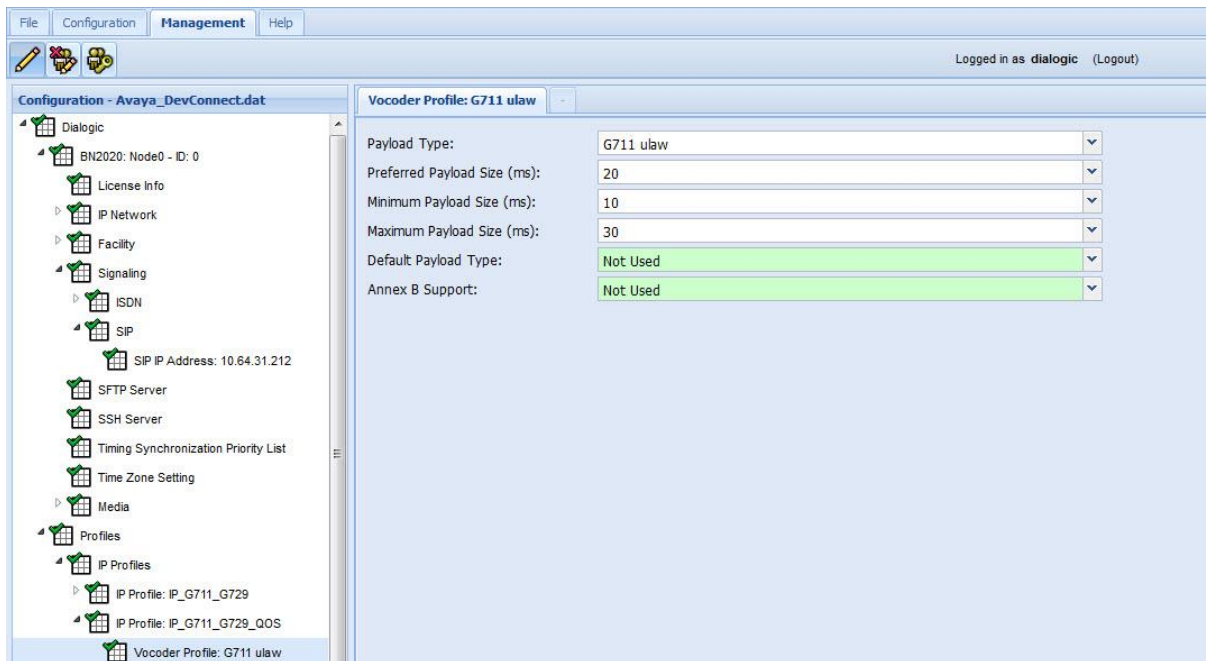 File Configuration Management Help
Logged in as dialogic (Logout)
Configuration - Avaya_DevConnect.dat
Dialogic
BN2020: Node0 - ID: 0
License Info
IP Network
Facility
Signaling
ISDN
SIP
SIP IP Address: 10.64.31.212
SFTP Server
SSH Server
Timing Synchronization Priority List
Time Zone Setting
Media
Profiles
IP Profiles
IP Profile: IP_G711_G729
IP Profile: IP_G711_G729_QOS
Vocoder Profile: G711 ulaw
Vocoder Profile: G711 ulaw -
Payload Type: G711 ulaw
Preferred Payload Size (ms): 20
Minimum Payload Size (ms): 10
Maximum Payload Size (ms): 30
Default Payload Type: Not Used
Annex B Support: Not Used